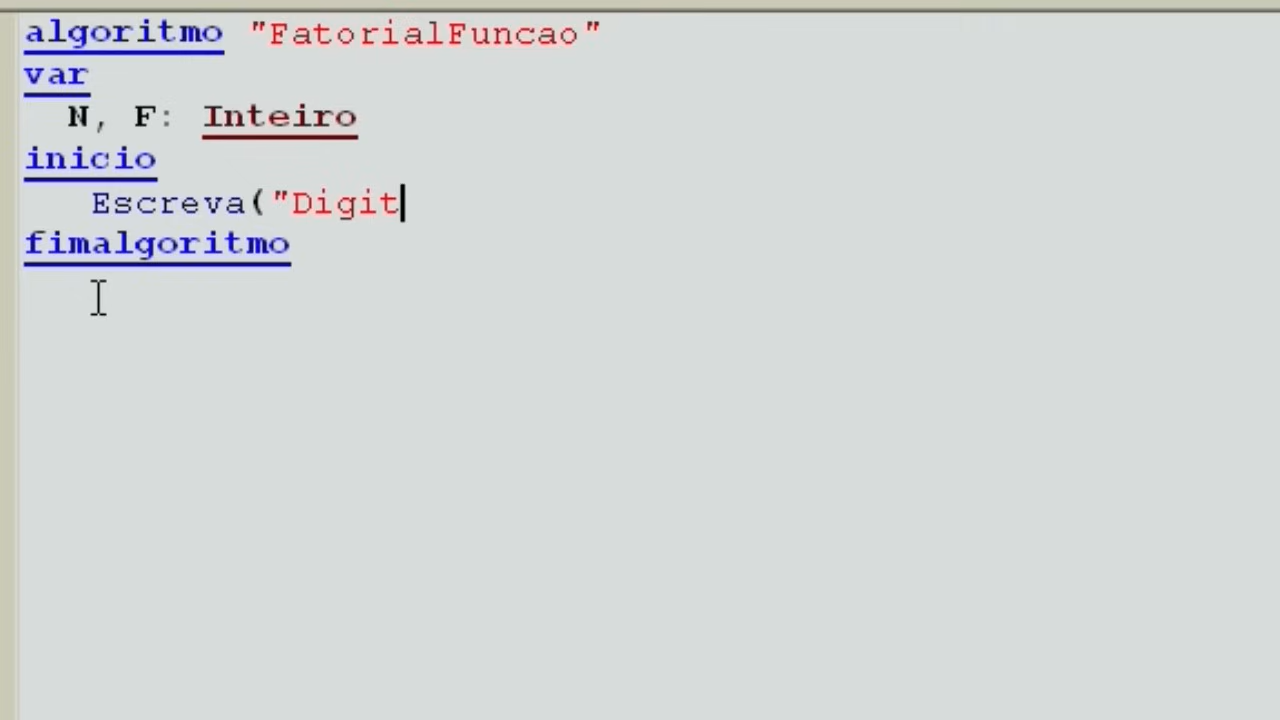 algoritmo "FatorialFuncao"
var
N, F: Inteiro
inicio
Escreva("Digit
fimalgoritmo